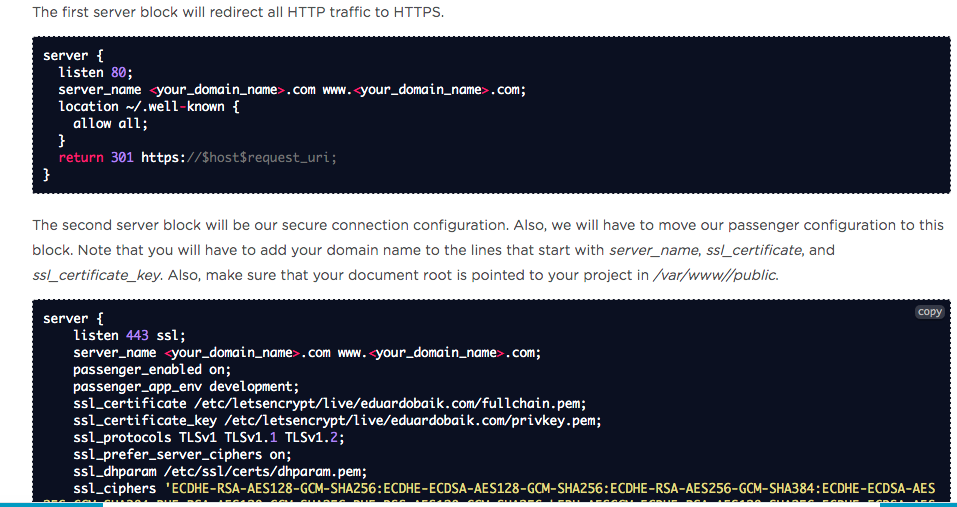 The first server block will redirect all HTTP traffic to HTTPS.
server {
listen 80;
server_name <your_domain_name>.com www.<your_domain_name>.com;
location ~/.well-known {
allow all;
}
return 301 https://$host$request_uri;
}
The second server block will be our secure connection configuration. Also, we will have to move our passenger configuration to this
block. Note that you will have to add your domain name to the lines that start with server_name, ssl_certificate, and
ssl_certificate_key. Also, make sure that your document root is pointed to your project in /var/www//public.
copy
server {
listen 443 ssl;
server_name <your_domain_name>.com www.<your_domain_name>.com;
passenger_enabled on;
passenger_app_env development;
ssl_certificate /etc/letsencrypt/live/eduardobaik.com/fullchain.pem;
ssl_certificate_key /etc/letsencrypt/live/eduardobaik.com/privkey.pem;
ssl_protocols TLSv1 TLSv1.1 TLSv1.2;
ssl_prefer_server_ciphers on;
ssl_dhparam /etc/ssl/certs/dhparam.pem;
ssl_ciphers 'ECDHE-RSA-AES128-GCM-SHA256:ECDHE-ECDSA-AES128-GCM-SHA256:ECDHE-RSA-AES256-GCM-SHA384:ECDHE-ECDSA-AES